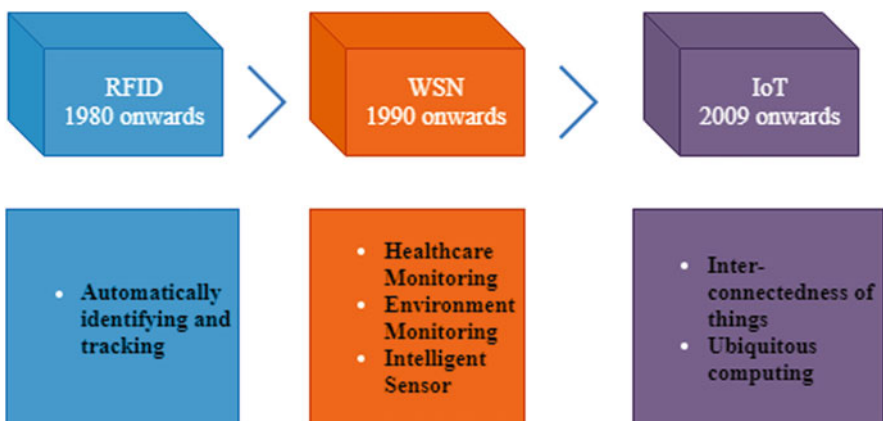 RFID
1980 onwards
WSN
1990 onwards
IoT
2009 onwards
• Automatically
identifying and
tracking
• Healthcare
Monitoring
• Environment
Monitoring
• Intelligent
Sensor
• Inter-
connectedness of
things
• Ubiquitous
computing